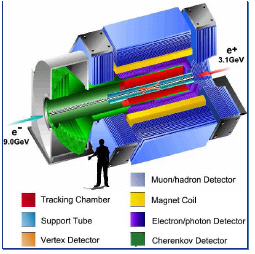 e+
3.1GeV
e-
9.0GeV
Muon/hadron Detector
Tracking Chamber
Magnet Coil
Support Tube
Electron/photon Detector
Vertex Detector
Cherenkov Detector